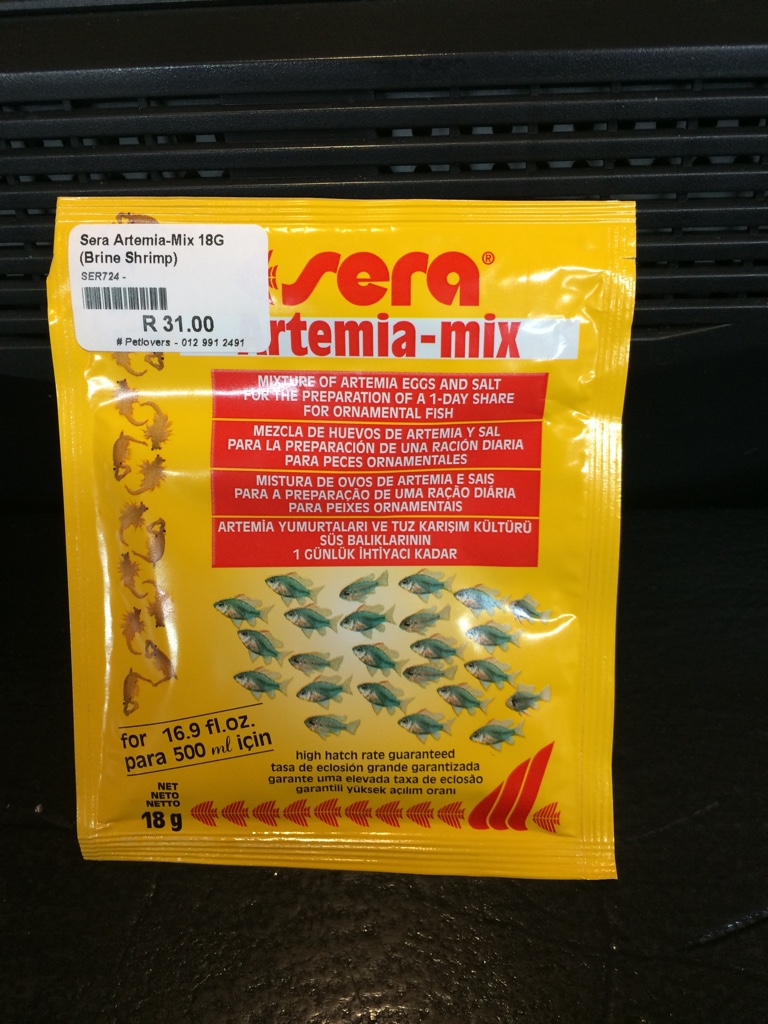 Sera Artemia-Mix 18G
(Brine Shrimp)
SER724 -
R 31.00
# Petlovers - 012 991 2491
sera®
Artemia-mix
MIXTURE OF ARTEMIA EGGS AND SALT
FOR THE PREPARATION OF A 1-DAY SHARE
FOR ORNAMENTAL FISH
MEZCLA DE HUEVOS DE ARTEMIA Y SAL
PARA LA PREPARACIÓN DE UNA RACIÓN DIARIA
PARA PECES ORNAMENTALES
MISTURA DE OVOS DE ARTEMIA E SAIS
PARA A PREPARAÇÃO DE UMA RAÇÃO DIÁRIA
PARA PEIXES ORNAMENTAIS
ARTEMİA YUMURTALARI VE TUZ KARIŞIM KÜLTÜRÜ
SÜS BALIKLARININ
1 GÜNLÜK İHTİYACI KADAR
for 16.9 fl.oz.
para 500 ml için
high hatch rate guaranteed
tasa de eclosión grande garantizada
garante uma elevada taxa de eclosão
garantili yüksek açılım oranı
NET
NETO
NETTO
18 g